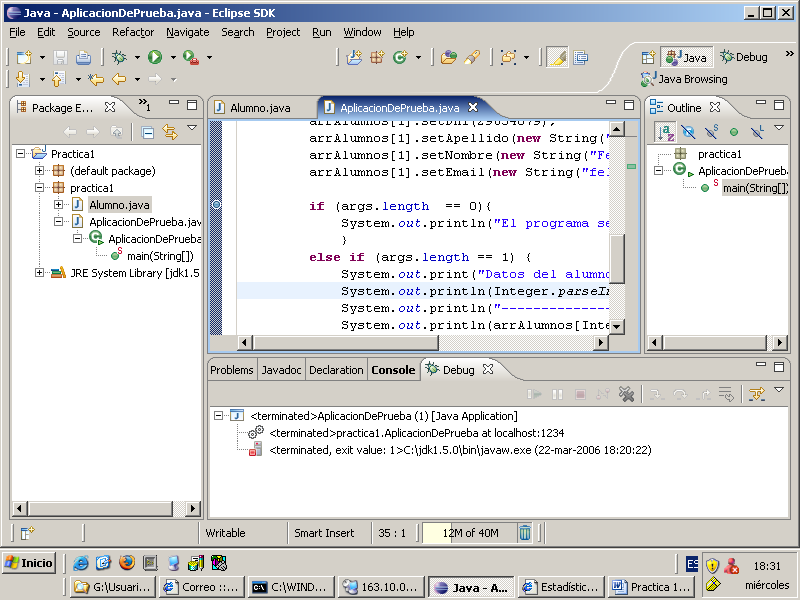 Java - AplicacionDePrueba.java - Eclipse SDK
File Edit Source Refactor Navigate Search Project Run Window Help
Java Debug »
Java Browsing
Package E... »1
Alumno.java AplicacionDePrueba.java
Outline
Practica1
(default package)
practica1
Alumno.java
AplicacionDePrueba.jav
AplicacionDePrueba
main(String[])
JRE System Library [jdk1.5
arrAlumnos[1].setDni(29634879);
arrAlumnos[1].setApellido(new String("
arrAlumnos[1].setNombre(new String("Fe
arrAlumnos[1].setEmail(new String("fel
if (args.length == 0){
System.out.println("El programa se
}
else if (args.length == 1) {
System.out.print("Datos del alumno
System.out.println(Integer.parseIn
System.out.println("--------------
System.out.println(arrAlumnos[Inte
practica1
AplicacionDePrueba
main(String[])
Problems Javadoc Declaration Console Debug
<terminated>AplicacionDePrueba (1) [Java Application]
<terminated>practica1.AplicacionDePrueba at localhost:1234
<terminated, exit value: 1>C:\jdk1.5.0\bin\javaw.exe (22-mar-2006 18:20:22)
Writable Smart Insert 35 : 1 12M of 40M
Inicio ES 18:31
G:\Usuari... Correo ::... C:\WIND... 163.10.0... Java - A... Estadístic... Practica 1... miércoles